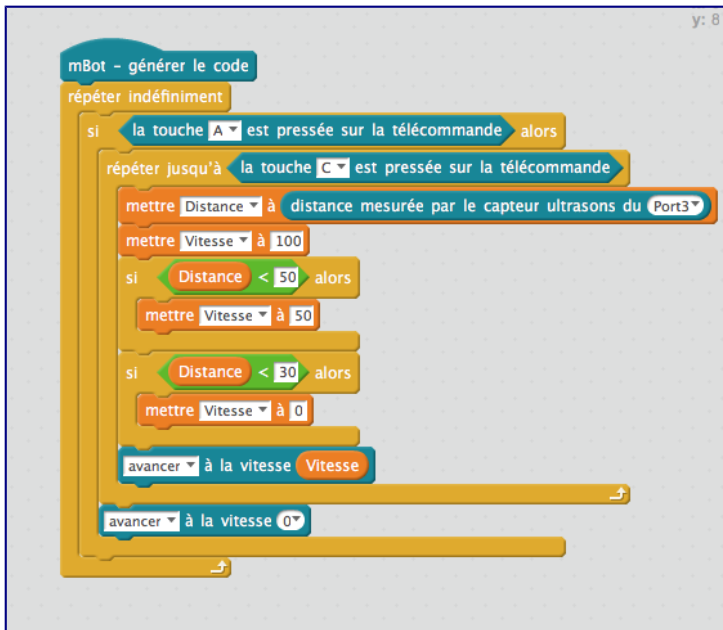 y: 8
mBot - générer le code
répéter indéfiniment
si la touche A est pressée sur la télécommande alors
répéter jusqu'à la touche C est pressée sur la télécommande
mettre Distance à distance mesurée par le capteur ultrasons du Port3
mettre Vitesse à 100
si Distance < 50 alors
mettre Vitesse à 50
si Distance < 30 alors
mettre Vitesse à 0
avancer à la vitesse Vitesse
avancer à la vitesse 0